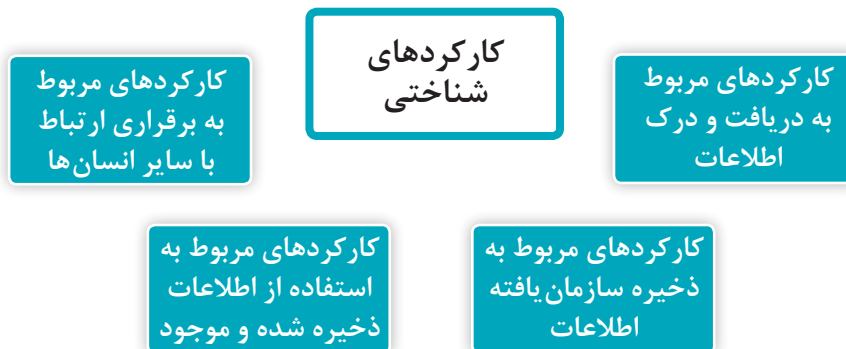 کارکردهای
شناختی
کارکردهای مربوط
به دریافت و درک
اطلاعات
کارکردهای مربوط به
ذخیره سازمان‌یافته
اطلاعات
کارکردهای مربوط به
استفاده از اطلاعات
ذخیره شده و موجود
کارکردهای مربوط
به برقراری ارتباط
با سایر انسان‌ها